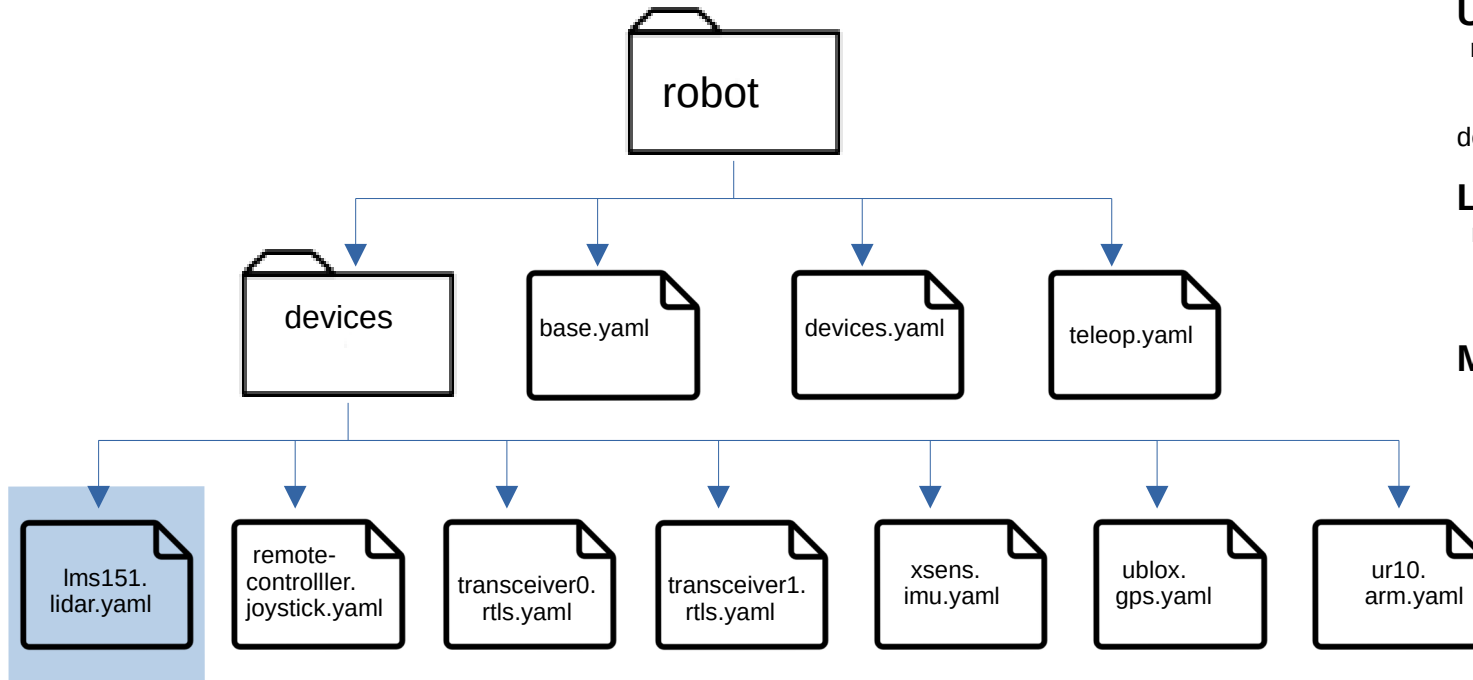 robot
devices
base.yaml
devices.yaml
teleop.yaml
lms151.
lidar.yaml
remote-
controlller.
joystick.yaml
transceiver0.
rtls.yaml
transceiver1.
rtls.yaml
xsens.
imu.yaml
ublox.
gps.yaml
ur10.
arm.yaml